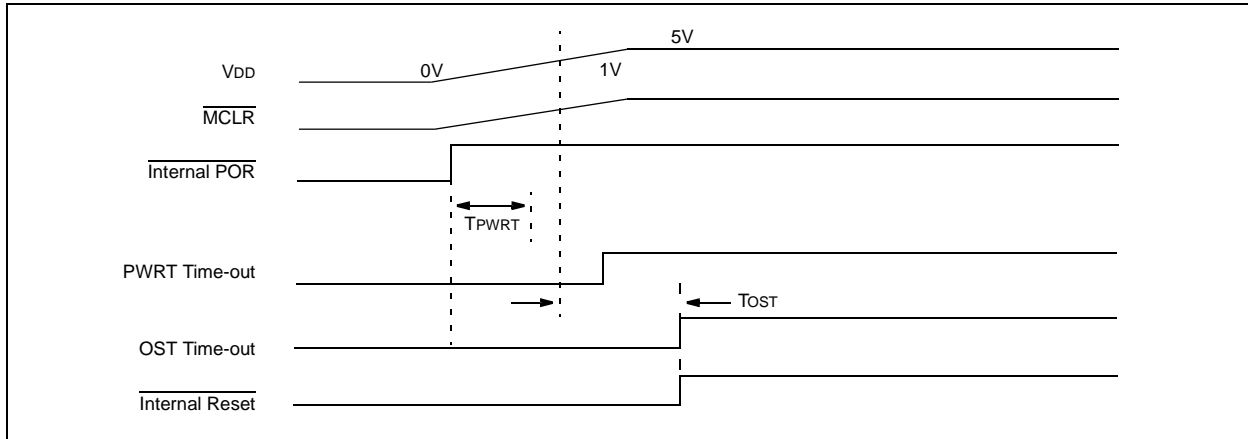 5V
VDD 0V 1V
MCLR
Internal POR
TPWRT
PWRT Time-out
TOST
OST Time-out
Internal Reset